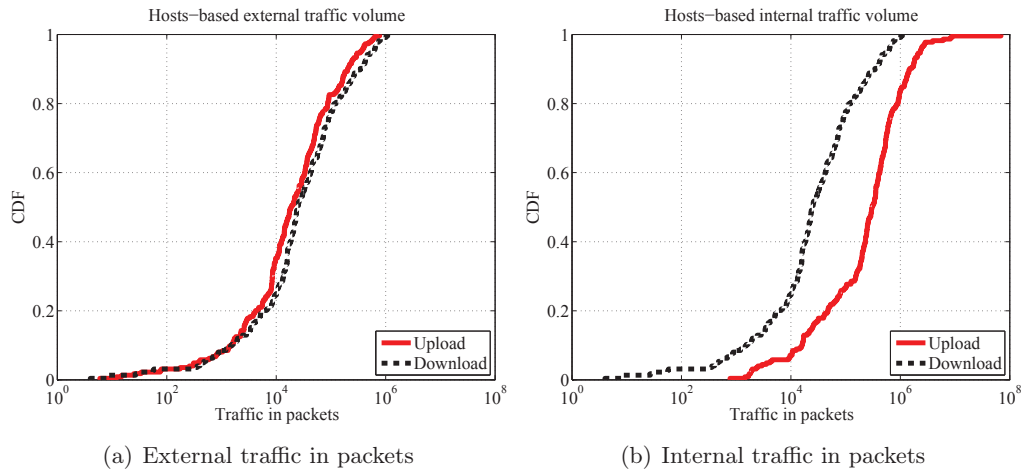 Hosts−based external traffic volume
1
0.8
0.6
0.4
0.2
0
CDF
10^0
10^2
10^4
10^6
10^8
Traffic in packets
Upload
Download
(a) External traffic in packets
Hosts−based internal traffic volume
1
0.8
0.6
0.4
0.2
0
CDF
10^0
10^2
10^4
10^6
10^8
Traffic in packets
Upload
Download
(b) Internal traffic in packets